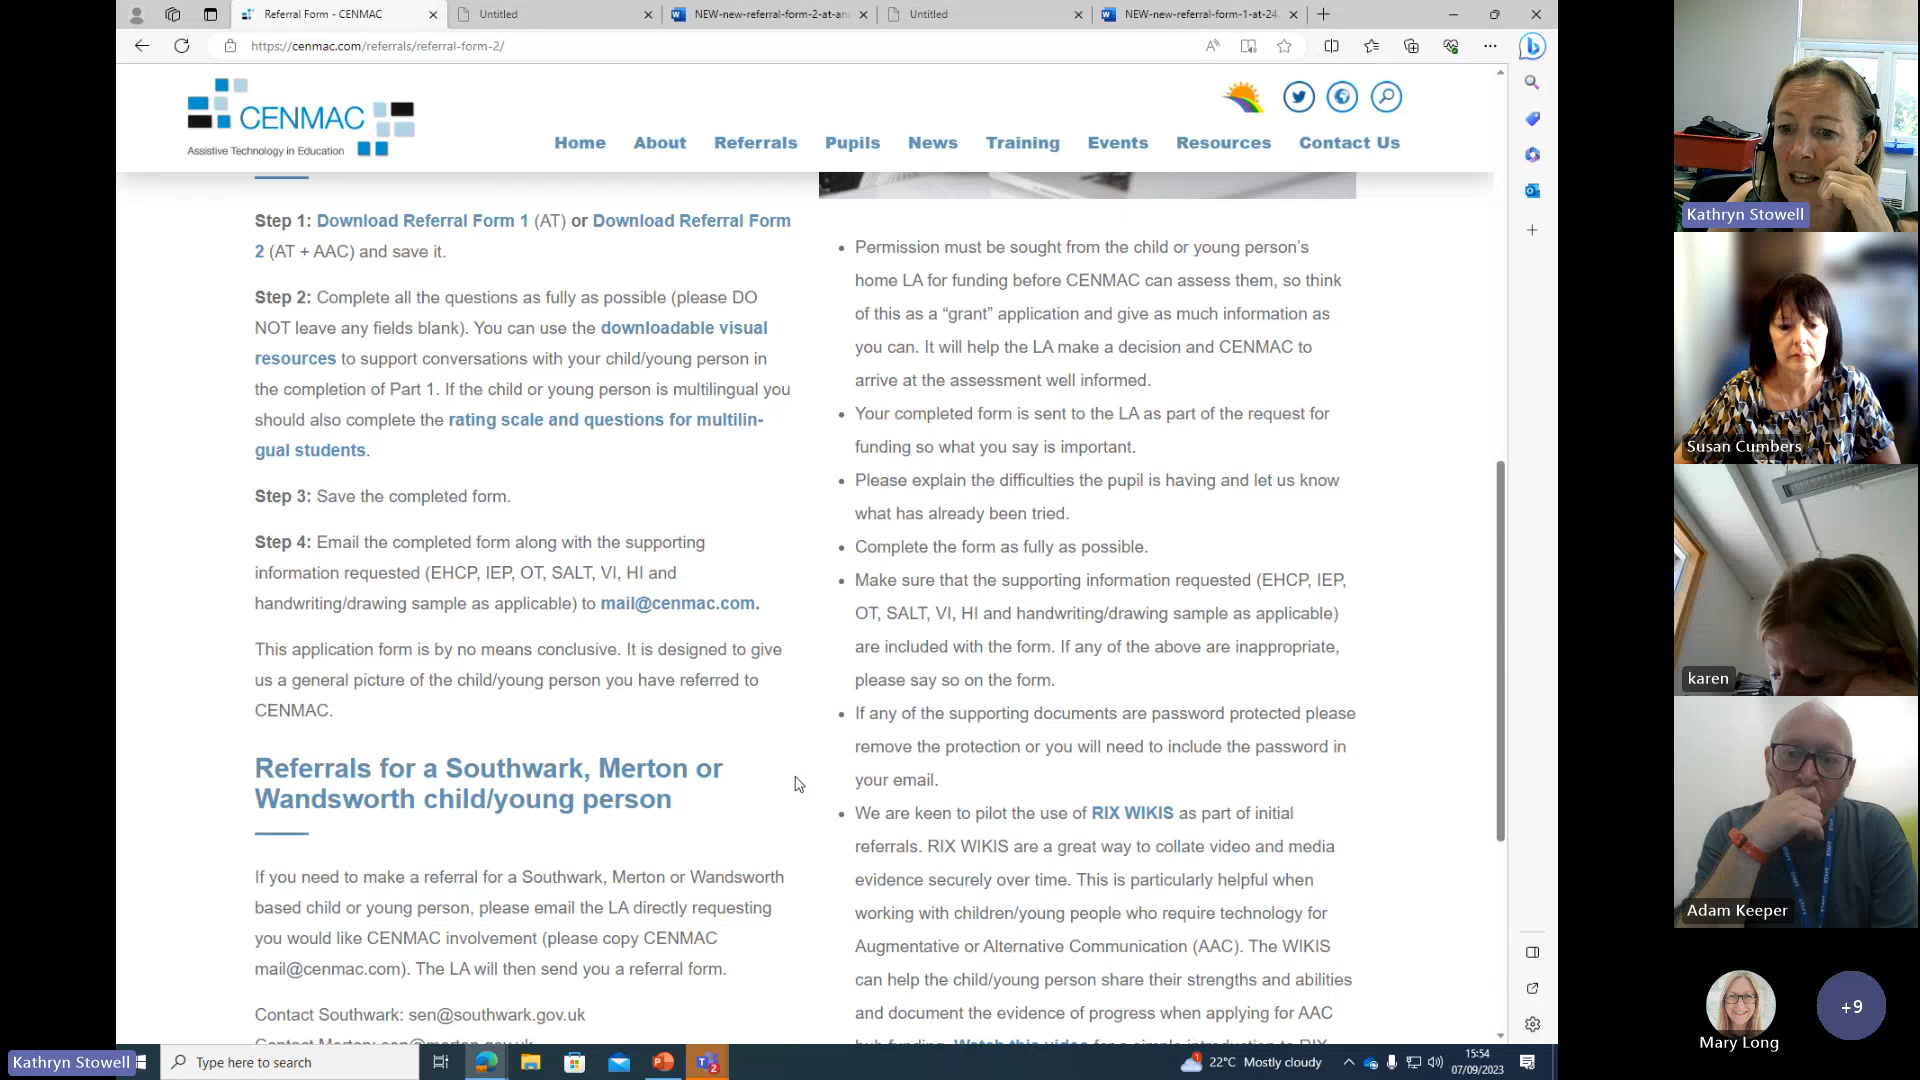 Referral Form - CENMAC
Untitled
NEW-new-referral-form-2-at-an
Untitled
NEW-new-referral-form-1-at-24
https://cenmac.com/referrals/referral-form-2/
CENMAC
Assistive Technology in Education
Home About Referrals Pupils News Training Events Resources Contact Us
Step 1: Download Referral Form 1 (AT) or Download Referral Form
2 (AT + AAC) and save it.
Step 2: Complete all the questions as fully as possible (please DO
NOT leave any fields blank). You can use the downloadable visual
resources to support conversations with your child/young person in
the completion of Part 1. If the child or young person is multilingual you
should also complete the rating scale and questions for multilin-
gual students.
Step 3: Save the completed form.
Step 4: Email the completed form along with the supporting
information requested (EHCP, IEP, OT, SALT, VI, HI and
handwriting/drawing sample as applicable) to mail@cenmac.com.
This application form is by no means conclusive. It is designed to give
us a general picture of the child/young person you have referred to
CENMAC.
Referrals for a Southwark, Merton or
Wandsworth child/young person
If you need to make a referral for a Southwark, Merton or Wandsworth
based child or young person, please email the LA directly requesting
you would like CENMAC involvement (please copy CENMAC
mail@cenmac.com). The LA will then send you a referral form.
Contact Southwark: sen@southwark.gov.uk
Contact Merton: sen@merton.gov.uk
• Permission must be sought from the child or young person’s
home LA for funding before CENMAC can assess them, so think
of this as a “grant” application and give as much information as
you can. It will help the LA make a decision and CENMAC to
arrive at the assessment well informed.
• Your completed form is sent to the LA as part of the request for
funding so what you say is important.
• Please explain the difficulties the pupil is having and let us know
what has already been tried.
• Complete the form as fully as possible.
• Make sure that the supporting information requested (EHCP, IEP,
OT, SALT, VI, HI and handwriting/drawing sample as applicable)
are included with the form. If any of the above are inappropriate,
please say so on the form.
• If any of the supporting documents are password protected please
remove the protection or you will need to include the password in
your email.
• We are keen to pilot the use of RIX WIKIS as part of initial
referrals. RIX WIKIS are a great way to collate video and media
evidence securely over time. This is particularly helpful when
working with children/young people who require technology for
Augmentative or Alternative Communication (AAC). The WIKIS
can help the child/young person share their strengths and abilities
and document the evidence of progress when applying for AAC
hub funding. Watch this video for a simple introduction to RIX
Kathryn Stowell
Susan Cumbers
karen
Adam Keeper
Mary Long
+9
Kathryn Stowell
Type here to search
22°C Mostly cloudy
15:54
07/09/2023